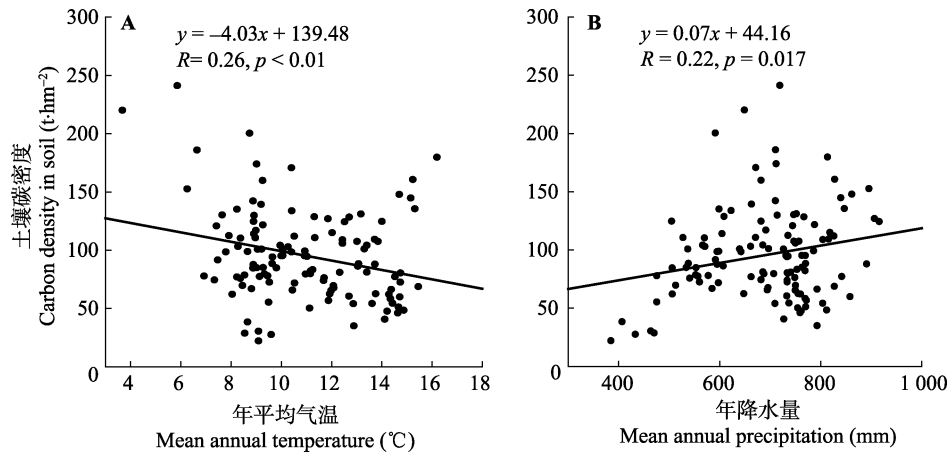 A
y = –4.03x + 139.48
R= 0.26, p < 0.01
300
250
200
150
100
50
0
4 6 8 10 12 14 16 18
土壤碳密度
Carbon density in soil (t·hm⁻²)
年平均气温
Mean annual temperature (℃)
B
y = 0.07x + 44.16
R = 0.22, p = 0.017
300
250
200
150
100
50
0
400 600 800 1 000
年降水量
Mean annual precipitation (mm)